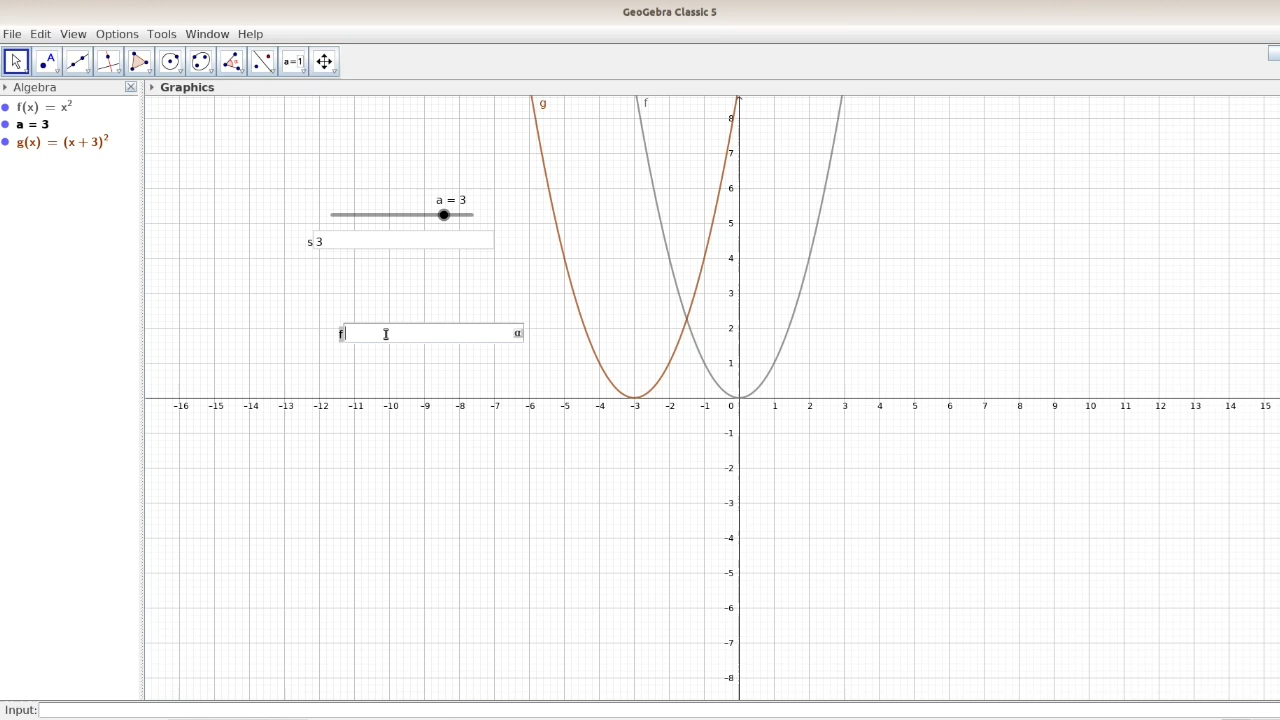 GeoGebra Classic 5
File Edit View Options Tools Window Help
A a=1
Algebra
Graphics
f(x) = x²
a = 3
g(x) = (x + 3)²
g f
a = 3
s 3
f α
8
7
6
5
4
3
2
1
-16 -15 -14 -13 -12 -11 -10 -9 -8 -7 -6 -5 -4 -3 -2 -1 0 1 2 3 4 5 6 7 8 9 10 11 12 13 14 15
-1
-2
-3
-4
-5
-6
-7
-8
Input: